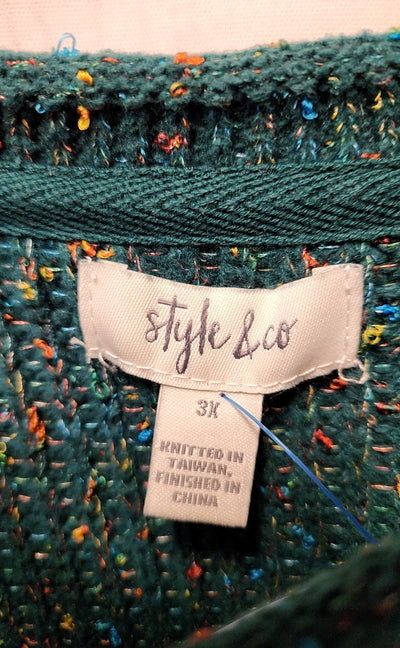 style & co
3X
KNITTED IN
TAIWAN,
FINISHED IN
CHINA